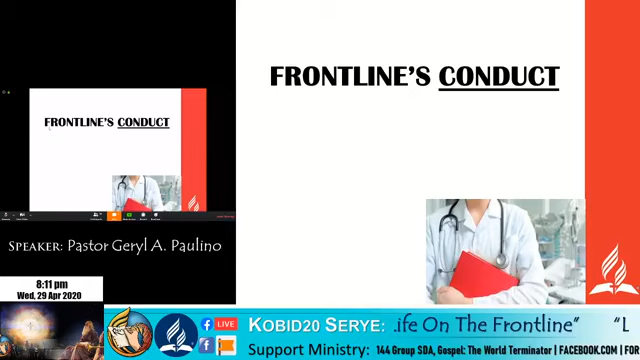 FRONTLINE'S CONDUCT
FRONTLINE'S CONDUCT
SPEAKER: Pastor Geryl A. Paulino
8:11 pm
Wed, 29 Apr 2020
LIVE
KOBID20 SERYE: .ife On The Frontline" "L
Support Ministry: 144 Group SDA, Gospel: The World Terminator | FACEBOOK.COM | FOR